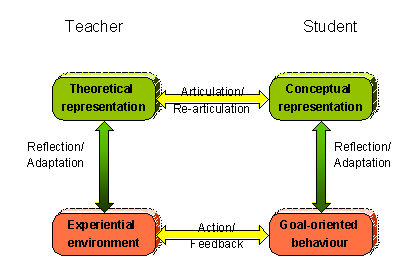 Teacher
Student
Theoretical
representation
Articulation/
Re-articulation
Conceptual
representation
Reflection/
Adaptation
Reflection/
Adaptation
Experiential
environment
Action/
Feedback
Goal-oriented
behaviour